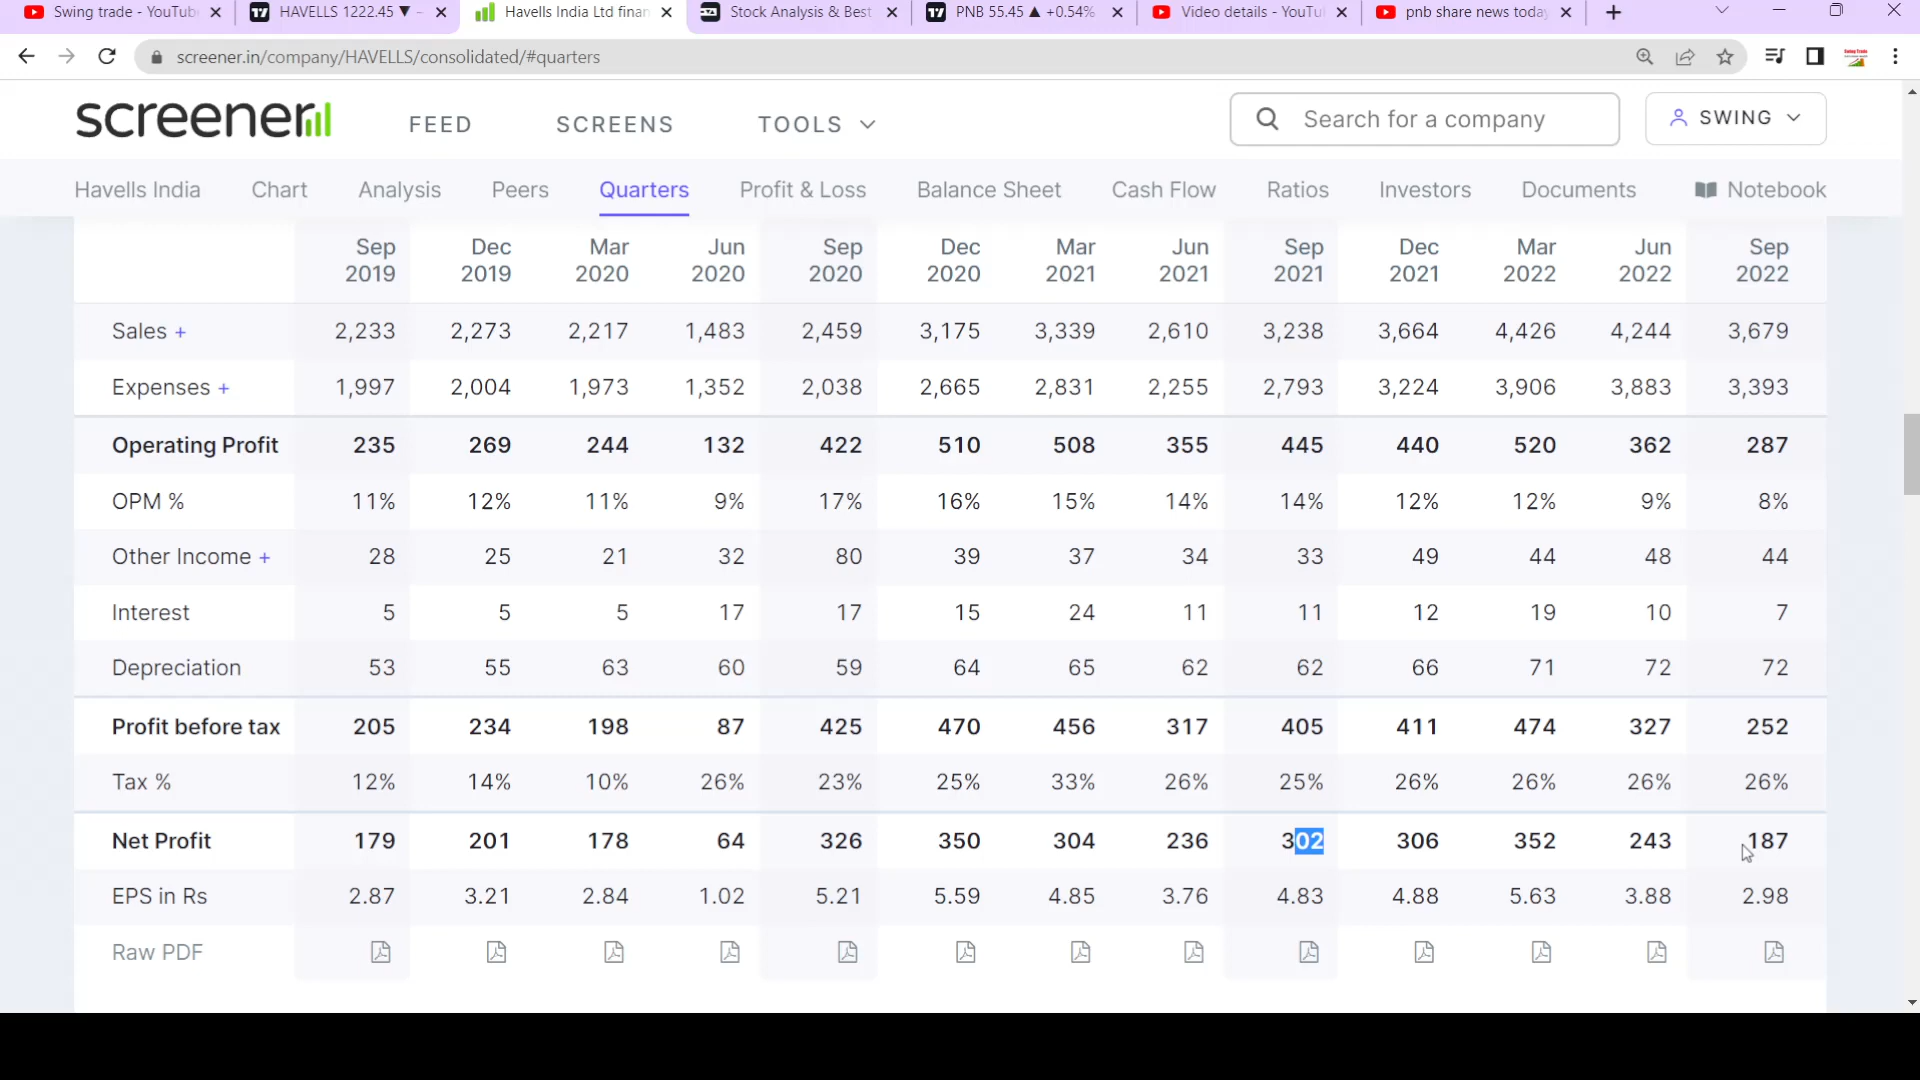 Swing trade - YouTub
HAVELLS 1222.45 ▼ -
Havells India Ltd finan
Stock Analysis & Best
PNB 55.45 ▲ +0.54%
Video details - YouTu
pnb share news today
screener.in/company/HAVELLS/consolidated/#quarters
screener
FEED
SCREENS
TOOLS
Search for a company
SWING
Havells India Chart Analysis Peers Quarters Profit & Loss Balance Sheet Cash Flow Ratios Investors Documents Notebook
Sep 2019 Dec 2019 Mar 2020 Jun 2020 Sep 2020 Dec 2020 Mar 2021 Jun 2021 Sep 2021 Dec 2021 Mar 2022 Jun 2022 Sep 2022
Sales + 2,233 2,273 2,217 1,483 2,459 3,175 3,339 2,610 3,238 3,664 4,426 4,244 3,679
Expenses + 1,997 2,004 1,973 1,352 2,038 2,665 2,831 2,255 2,793 3,224 3,906 3,883 3,393
Operating Profit 235 269 244 132 422 510 508 355 445 440 520 362 287
OPM % 11% 12% 11% 9% 17% 16% 15% 14% 14% 12% 12% 9% 8%
Other Income + 28 25 21 32 80 39 37 34 33 49 44 48 44
Interest 5 5 5 17 17 15 24 11 11 12 19 10 7
Depreciation 53 55 63 60 59 64 65 62 62 66 71 72 72
Profit before tax 205 234 198 87 425 470 456 317 405 411 474 327 252
Tax % 12% 14% 10% 26% 23% 25% 33% 26% 25% 26% 26% 26% 26%
Net Profit 179 201 178 64 326 350 304 236 302 306 352 243 187
EPS in Rs 2.87 3.21 2.84 1.02 5.21 5.59 4.85 3.76 4.83 4.88 5.63 3.88 2.98
Raw PDF